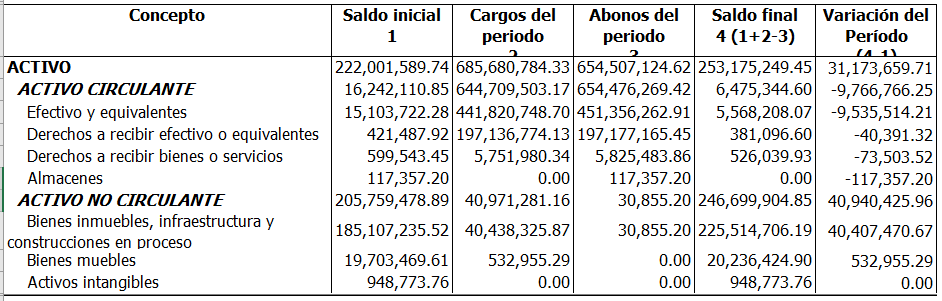 Concepto Saldo inicial 1 Cargos del periodo 2 Abonos del periodo 3 Saldo final 4 (1+2-3) Variación del Período (4-1)
ACTIVO 222,001,589.74 685,680,784.33 654,507,124.62 253,175,249.45 31,173,659.71
ACTIVO CIRCULANTE 16,242,110.85 644,709,503.17 654,476,269.42 6,475,344.60 -9,766,766.25
Efectivo y equivalentes 15,103,722.28 441,820,748.70 451,356,262.91 5,568,208.07 -9,535,514.21
Derechos a recibir efectivo o equivalentes 421,487.92 197,136,774.13 197,177,165.45 381,096.60 -40,391.32
Derechos a recibir bienes o servicios 599,543.45 5,751,980.34 5,825,483.86 526,039.93 -73,503.52
Almacenes 117,357.20 0.00 117,357.20 0.00 -117,357.20
ACTIVO NO CIRCULANTE 205,759,478.89 40,971,281.16 30,855.20 246,699,904.85 40,940,425.96
Bienes inmuebles, infraestructura y
construcciones en proceso 185,107,235.52 40,438,325.87 30,855.20 225,514,706.19 40,407,470.67
Bienes muebles 19,703,469.61 532,955.29 0.00 20,236,424.90 532,955.29
Activos intangibles 948,773.76 0.00 0.00 948,773.76 0.00